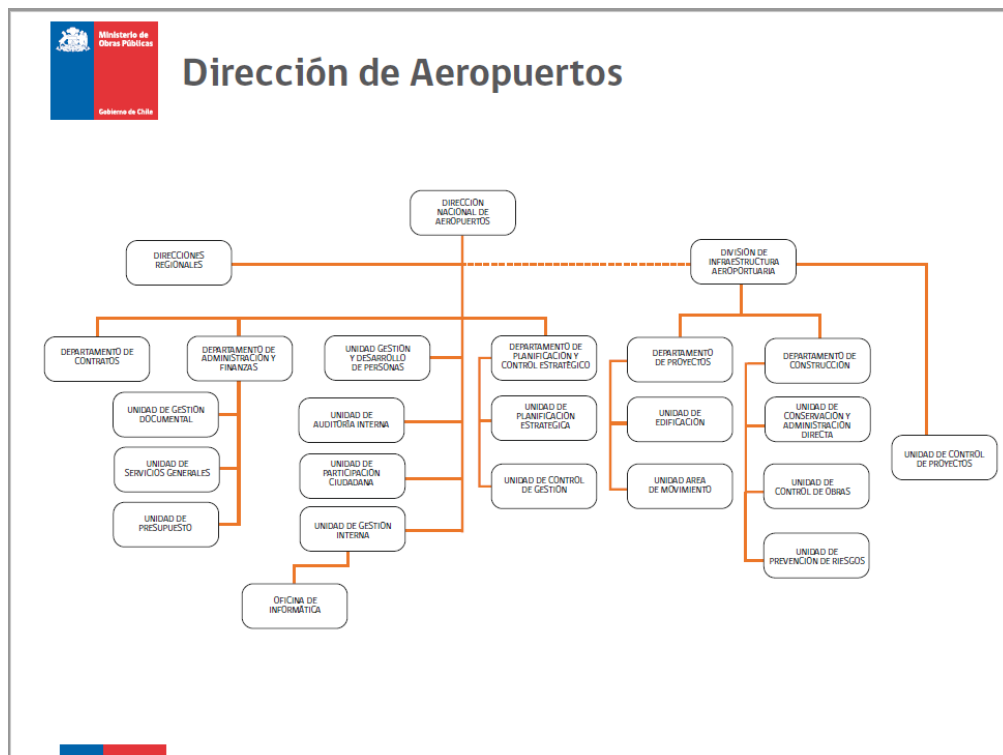 Ministerio de
Obras Públicas
Gobierno de Chile
Dirección de Aeropuertos
DIRECCIÓN
NACIONAL DE
AEROPUERTOS
DIRECCIONES
REGIONALES
DIVISIÓN DE
INFRAESTRUCTURA
AEROPORTUARIA
DEPARTAMENTO DE
CONTRATOS
DEPARTAMENTO DE
ADMINISTRACIÓN Y
FINANZAS
UNIDAD GESTIÓN
Y DESARROLLO
DE PERSONAS
DEPARTAMENTO DE
PLANIFICACIÓN Y
CONTROL ESTRATÉGICO
DEPARTAMENTO
DE PROYECTOS
DEPARTAMENTO DE
CONSTRUCCIÓN
UNIDAD DE GESTIÓN
DOCUMENTAL
UNIDAD DE
AUDITORÍA INTERNA
UNIDAD DE
PLANIFICACIÓN
ESTRATÉGICA
UNIDAD DE
EDIFICACIÓN
UNIDAD DE
CONSERVACIÓN Y
ADMINISTRACIÓN
DIRECTA
UNIDAD DE CONTROL
DE PROYECTOS
UNIDAD DE
SERVICIOS GENERALES
UNIDAD DE
PARTICIPACIÓN
CIUDADANA
UNIDAD DE CONTROL
DE GESTIÓN
UNIDAD AREA
DE MOVIMIENTO
UNIDAD DE
CONTROL DE OBRAS
UNIDAD DE
PRESUPUESTO
UNIDAD DE GESTIÓN
INTERNA
UNIDAD DE
PREVENCIÓN DE RIESGOS
OFICINA DE
INFORMÁTICA